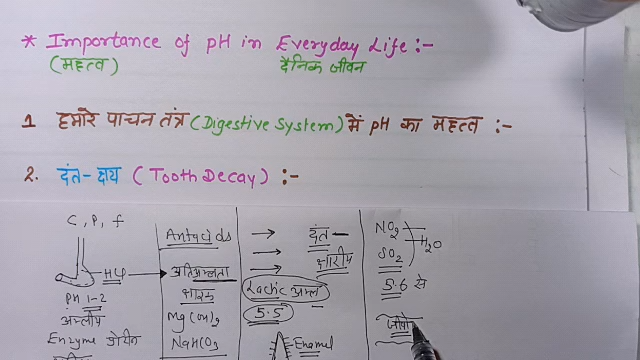 * Importance of pH in Everyday Life :-
(महत्व) दैनिक जीवन
1 हमारे पाचन तंत्र (Digestive System) में pH का महत्व :-
2. दंत-क्षय (Tooth Decay) :-
C, P, f
HCl
PH 1-2
अम्लीय
Enzyme
Antacids
अतिअम्लता
Mg(OH)2
NaHCO3
दंत
क्षारीय
Lactic अम्ल
5.5
Enamel
NO2
SO2
H2O
5.6 से